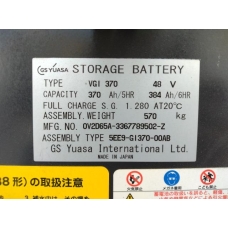 GS YUASA STORAGE BATTERY
TYPE VGI 370 48 V
CAPACITY 370 Ah/5HR 384 Ah/6HR
FULL CHARGE S.G. 1.280 AT20°C
ASSEMBLY.WEIGHT 570 kg
MFG. NO. 0V2D65A-3367789502-Z
ASSEMBLY TYPE 5EE9-G1370-00AB
GS Yuasa International Ltd.
MADE IN JAPAN
88形)の取扱注意